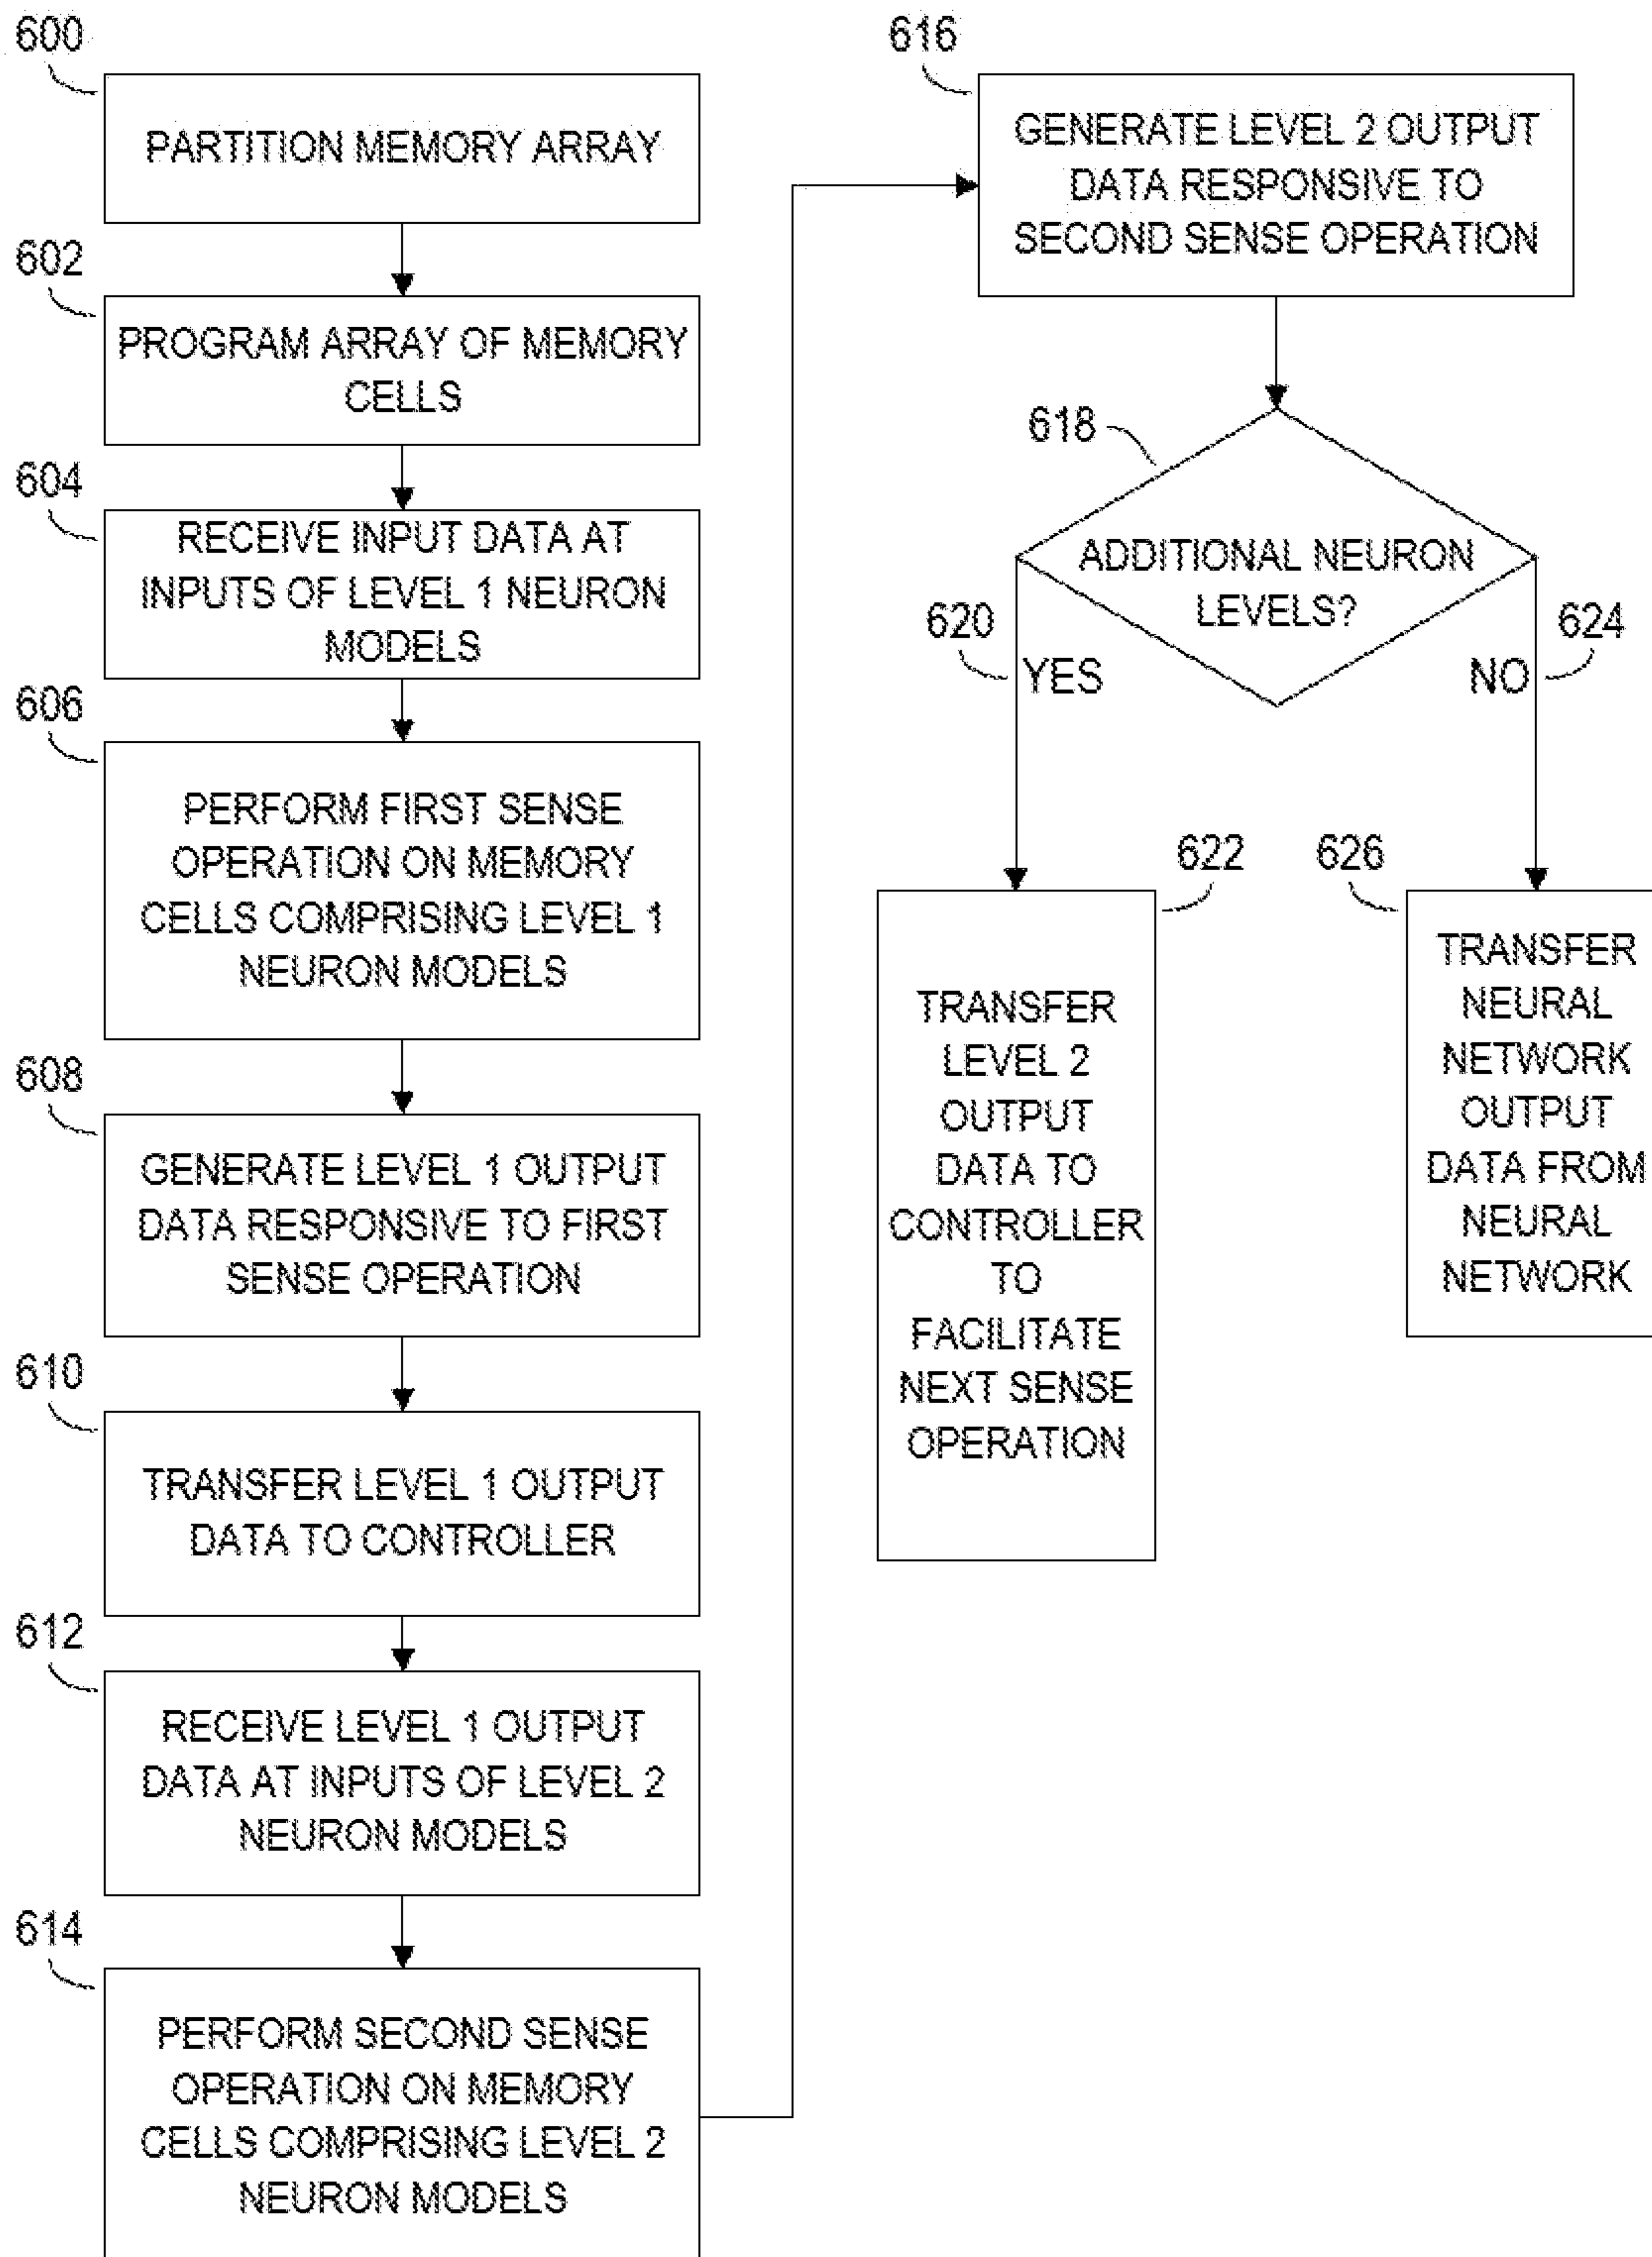 600
PARTITION MEMORY ARRAY
602
PROGRAM ARRAY OF MEMORY
CELLS
604
RECEIVE INPUT DATA AT
INPUTS OF LEVEL 1 NEURON
MODELS
606
PERFORM FIRST SENSE
OPERATION ON MEMORY
CELLS COMPRISING LEVEL 1
NEURON MODELS
608
GENERATE LEVEL 1 OUTPUT
DATA RESPONSIVE TO FIRST
SENSE OPERATION
610
TRANSFER LEVEL 1 OUTPUT
DATA TO CONTROLLER
612
RECEIVE LEVEL 1 OUTPUT
DATA AT INPUTS OF LEVEL 2
NEURON MODELS
614
PERFORM SECOND SENSE
OPERATION ON MEMORY
CELLS COMPRISING LEVEL 2
NEURON MODELS
616
GENERATE LEVEL 2 OUTPUT
DATA RESPONSIVE TO
SECOND SENSE OPERATION
618
ADDITIONAL NEURON
LEVELS?
620
YES
624
NO
622
TRANSFER
LEVEL 2
OUTPUT
DATA TO
CONTROLLER
TO
FACILITATE
NEXT SENSE
OPERATION
626
TRANSFER
NEURAL
NETWORK
OUTPUT
DATA FROM
NEURAL
NETWORK